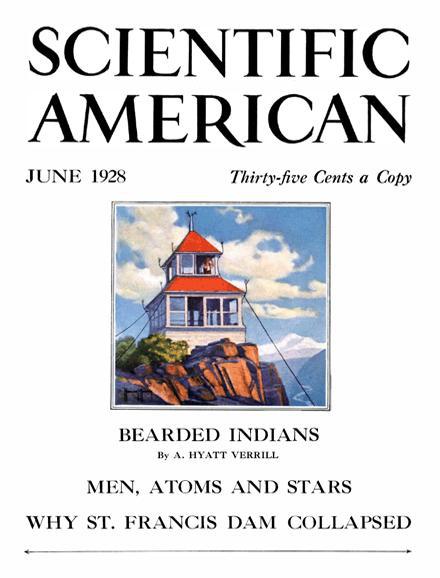 SCIENTIFIC
AMERICAN
JUNE 1928
Thirty-five Cents a Copy
BEARDED INDIANS
By A. HYATT VERRILL
MEN, ATOMS AND STARS
WHY ST. FRANCIS DAM COLLAPSED